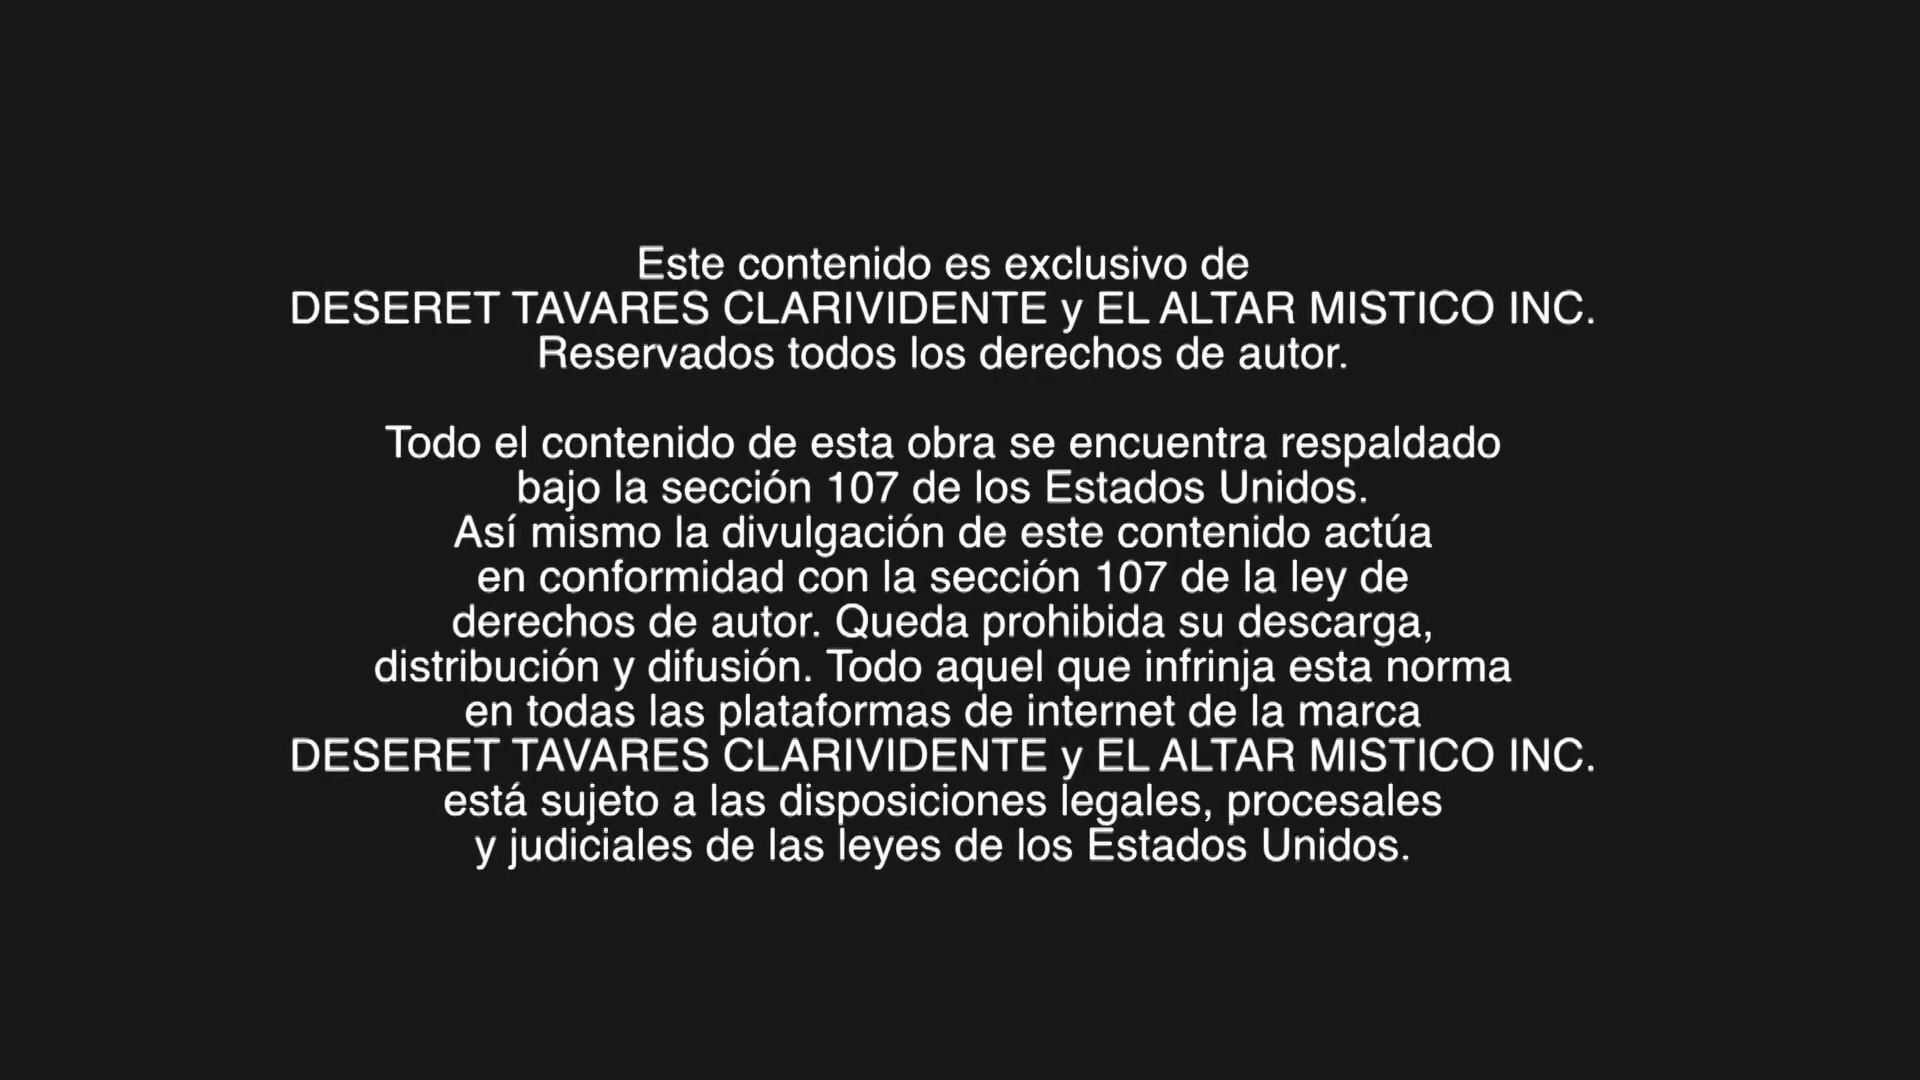 Este contenido es exclusivo de
DESERET TAVARES CLARIVIDENTE y EL ALTAR MISTICO INC.
Reservados todos los derechos de autor.
Todo el contenido de esta obra se encuentra respaldado
bajo la sección 107 de los Estados Unidos.
Así mismo la divulgación de este contenido actúa
en conformidad con la sección 107 de la ley de
derechos de autor. Queda prohibida su descarga,
distribución y difusión. Todo aquel que infrinja esta norma
en todas las plataformas de internet de la marca
DESERET TAVARES CLARIVIDENTE y EL ALTAR MISTICO INC.
está sujeto a las disposiciones legales, procesales
y judiciales de las leyes de los Estados Unidos.